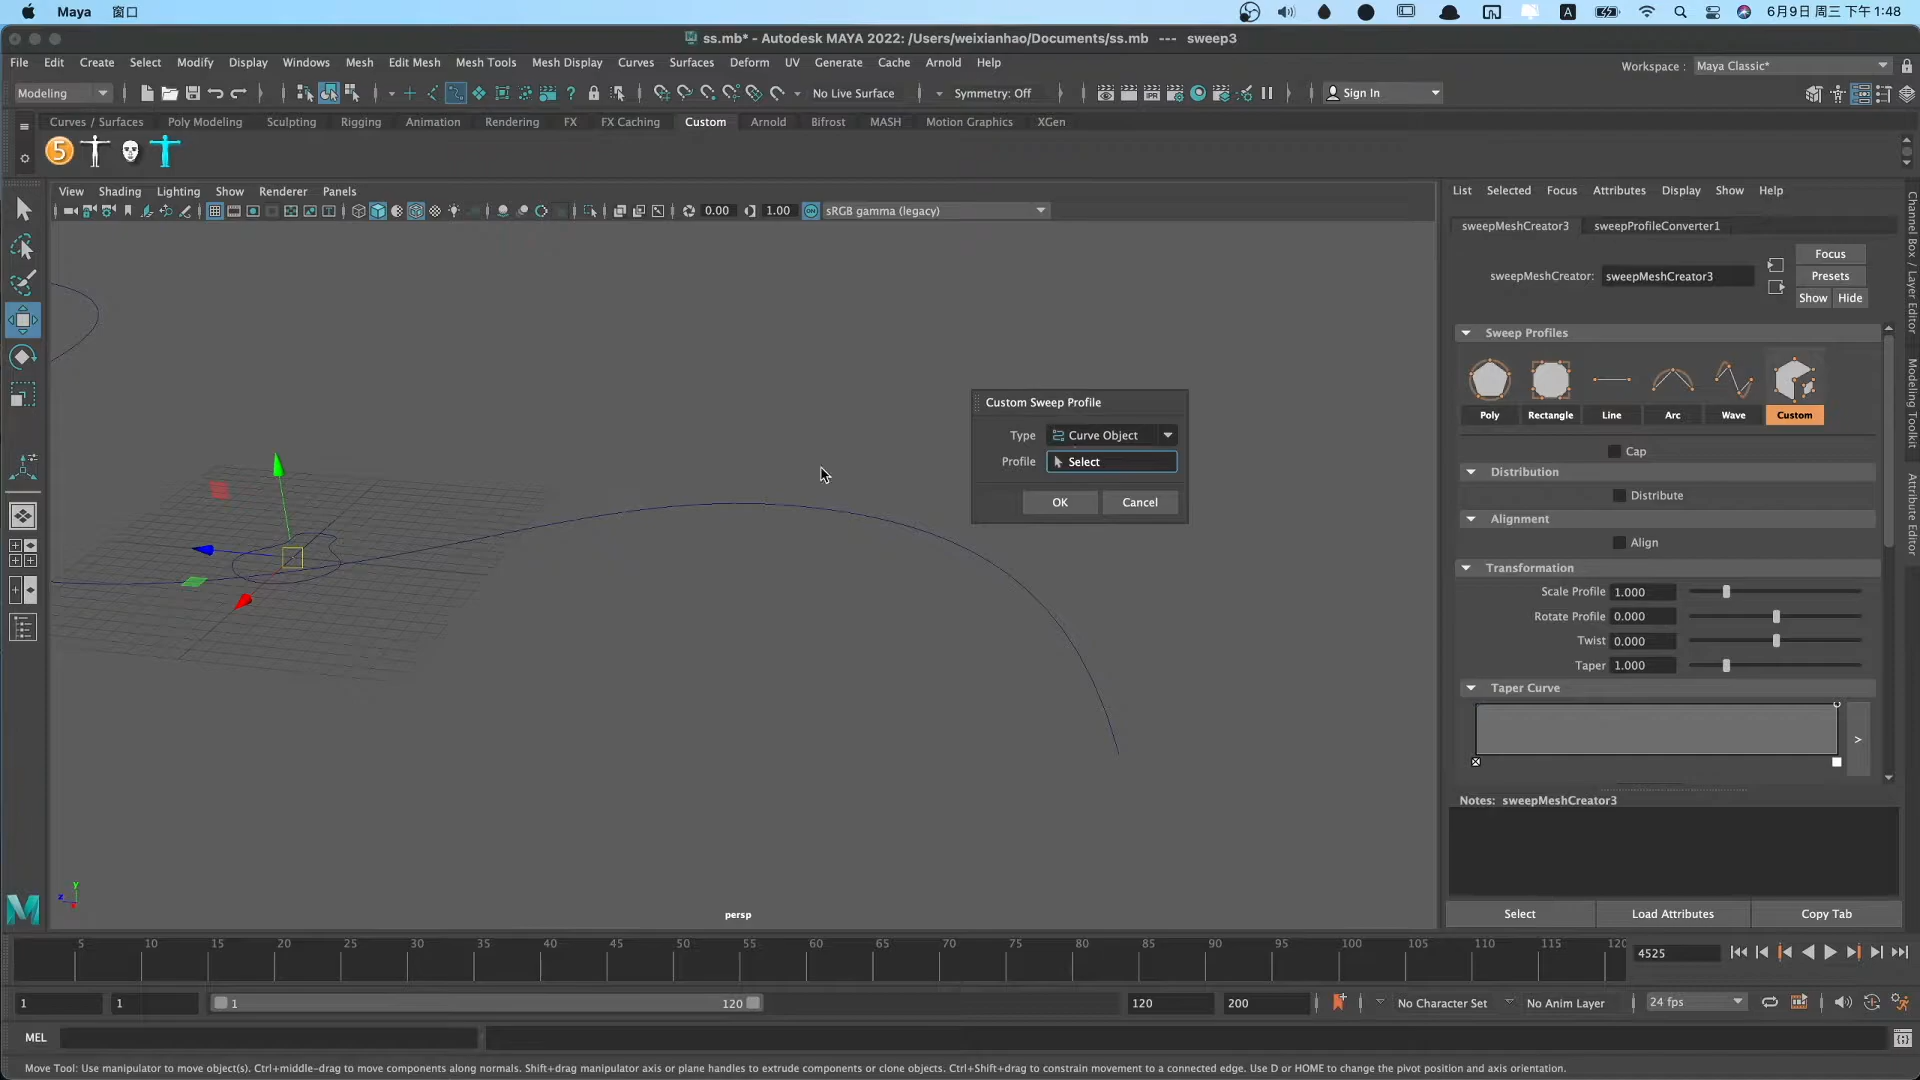 Maya 窗口 A 6月9日 周三 下午 1:48
ss.mb* - Autodesk MAYA 2022: /Users/weixianhao/Documents/ss.mb --- sweep3
File Edit Create Select Modify Display Windows Mesh Edit Mesh Mesh Tools Mesh Display Curves Surfaces Deform UV Generate Cache Arnold Help
Workspace: Maya Classic*
Modeling No Live Surface Symmetry: Off IPR Sign In
Curves / Surfaces Poly Modeling Sculpting Rigging Animation Rendering FX FX Caching Custom Arnold Bifrost MASH Motion Graphics XGen
5
View Shading Lighting Show Renderer Panels
0.00 1.00 ON sRGB gamma (legacy)
List Selected Focus Attributes Display Show Help
sweepMeshCreator3 sweepProfileConverter1
sweepMeshCreator: sweepMeshCreator3
Focus
Presets
Show Hide
Sweep Profiles
Poly Rectangle Line Arc Wave Custom
Cap
Distribution
Distribute
Alignment
Align
Transformation
Scale Profile 1.000
Rotate Profile 0.000
Twist 0.000
Taper 1.000
Taper Curve
>
Notes: sweepMeshCreator3
Select Load Attributes Copy Tab
Channel Box / Layer Editor
Modeling Toolkit
Attribute Editor
Custom Sweep Profile
Type Curve Object
Profile Select
OK Cancel
y
z
persp
5 10 15 20 25 30 35 40 45 50 55 60 65 70 75 80 85 90 95 100 105 110 115 120
4525
1 1 1 120 120 200 No Character Set No Anim Layer 24 fps
MEL
Move Tool: Use manipulator to move object(s). Ctrl+middle-drag to move components along normals. Shift+drag manipulator axis or plane handles to extrude components or clone objects. Ctrl+Shift+drag to constrain movement to a connected edge. Use D or HOME to change the pivot position and axis orientation.